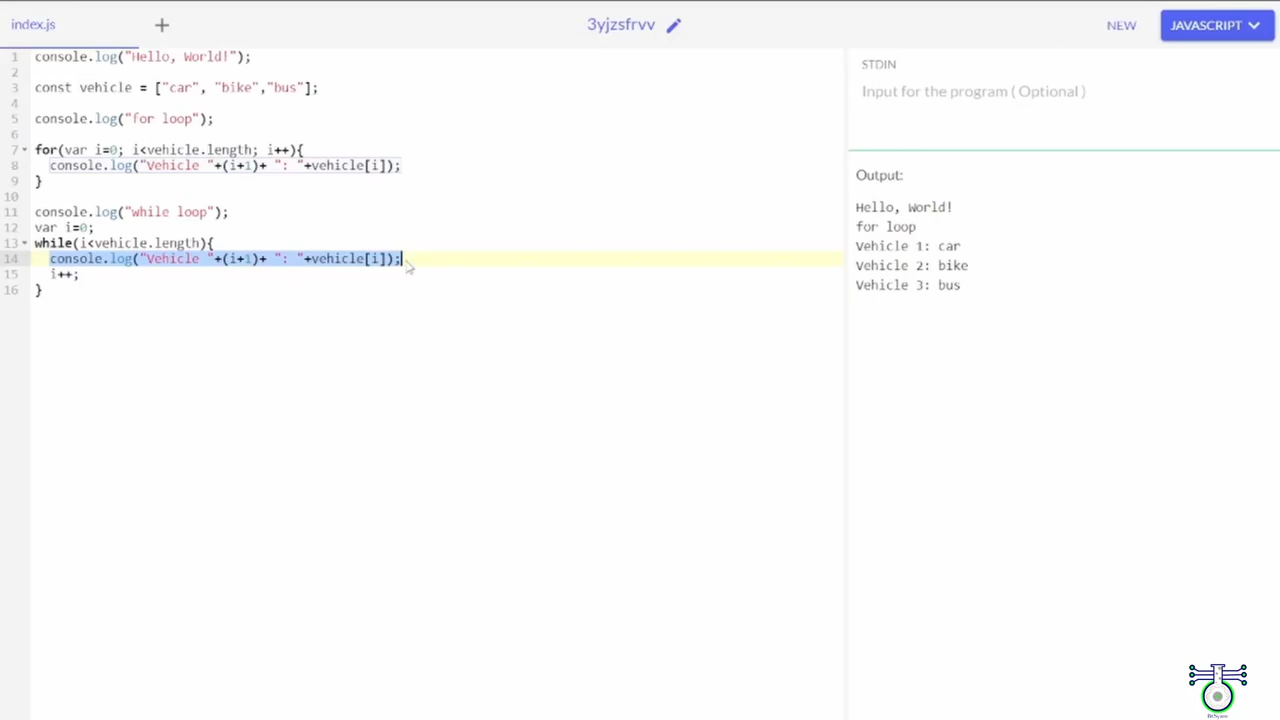 index.js
+
3yjzsfrvv
NEW
JAVASCRIPT
1 console.log("Hello, World!");
2
3 const vehicle = ["car", "bike","bus"];
4
5 console.log("for loop");
6
7 for(var i=0; i<vehicle.length; i++){
8 console.log("Vehicle "+(i+1)+ ": "+vehicle[i]);
9 }
10
11 console.log("while loop");
12 var i=0;
13 while(i<vehicle.length){
14 console.log("Vehicle "+(i+1)+ ": "+vehicle[i]);
15 i++;
16 }
STDIN
Input for the program ( Optional )
Output:
Hello, World!
for loop
Vehicle 1: car
Vehicle 2: bike
Vehicle 3: bus